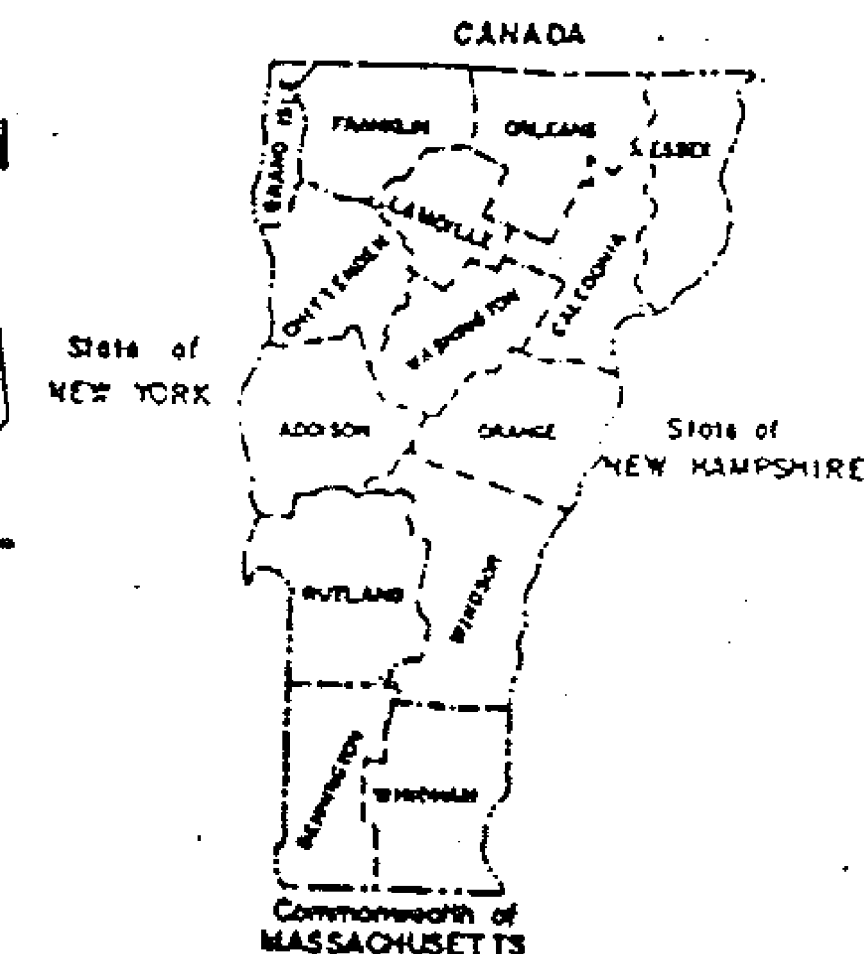 CANADA
GRAND ISLE
FRANKLIN
ORLEANS
ESSEX
LAMOILLE
CHITTENDEN
WASHINGTON
CALEDONIA
State of
NEW YORK
ADDISON
ORANGE
State of
NEW HAMPSHIRE
RUTLAND
WINDSOR
BENNINGTON
WINDHAM
Commonwealth of
MASSACHUSETTS